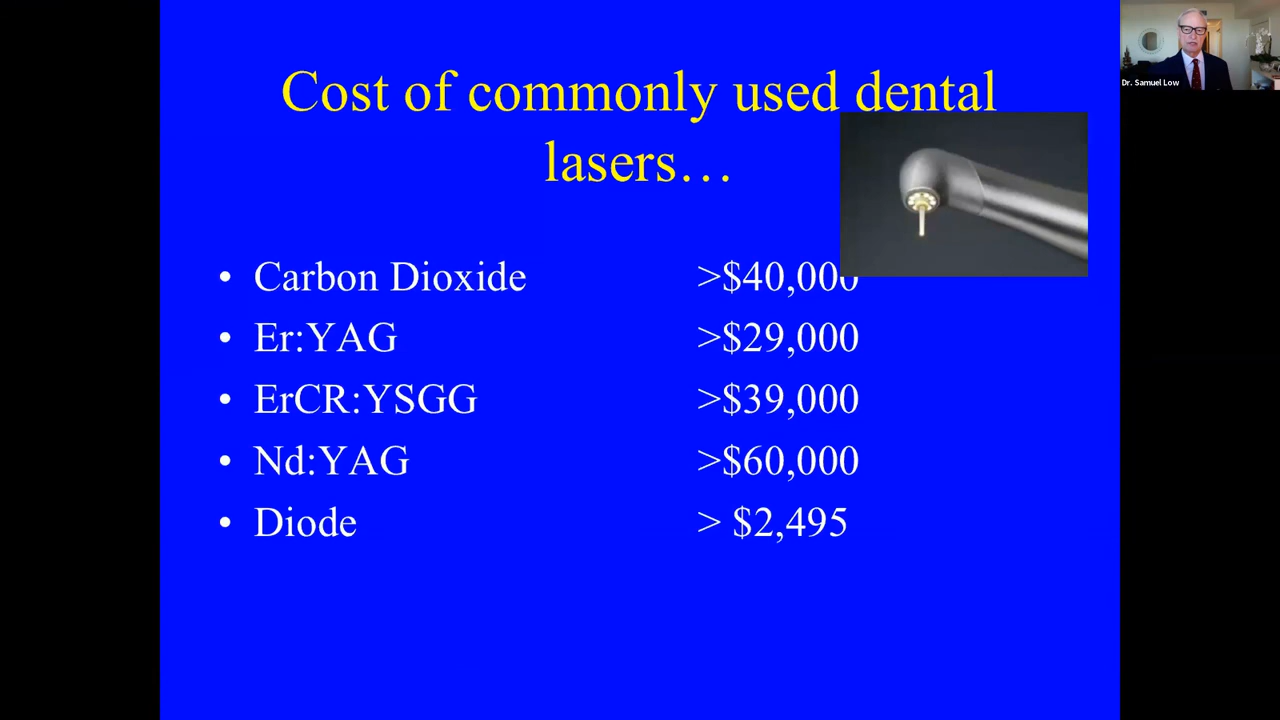 Cost of commonly used dental
lasers…
• Carbon Dioxide >$40,000
• Er:YAG >$29,000
• ErCR:YSGG >$39,000
• Nd:YAG >$60,000
• Diode > $2,495
Dr. Samuel Low